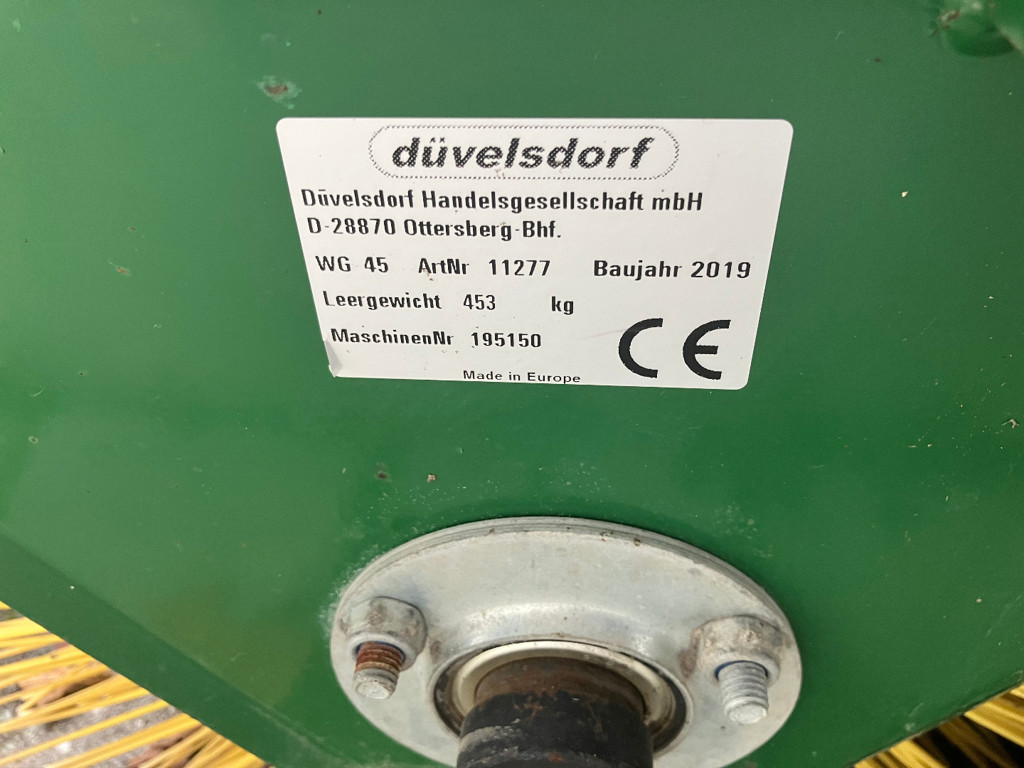 düvelsdorf
Düvelsdorf Handelsgesellschaft mbH
D-28870 Ottersberg-Bhf.
WG 45 ArtNr 11277 Baujahr 2019
Leergewicht 453 kg
MaschinenNr 195150
CE
Made in Europe